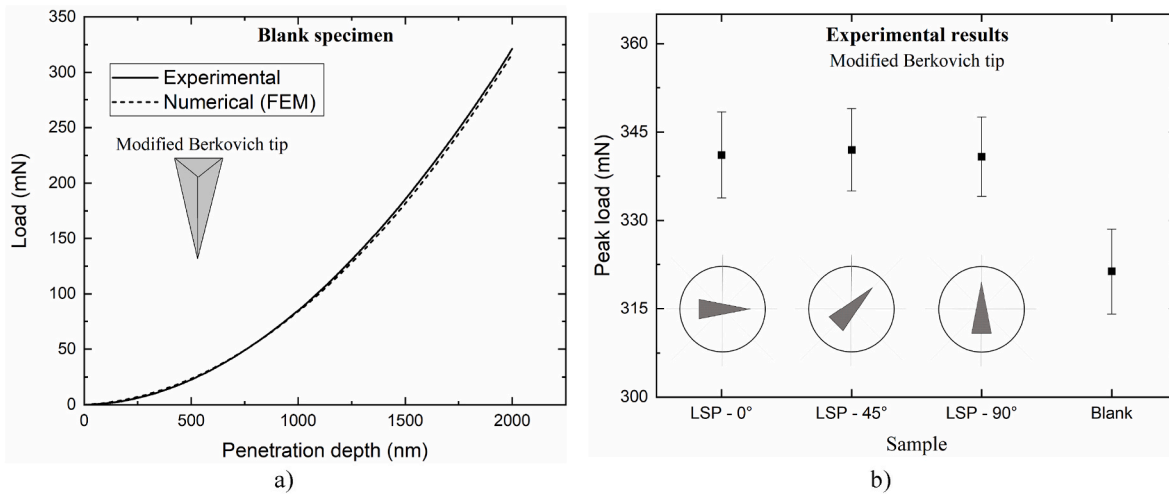 Blank specimen
Experimental
Numerical (FEM)
Modified Berkovich tip
Load (mN)
350
300
250
200
150
100
50
0
0
500
1000
1500
2000
Penetration depth (nm)
a)
Experimental results
Modified Berkovich tip
Peak load (mN)
360
345
330
315
300
LSP - 0°
LSP - 45°
LSP - 90°
Blank
Sample
b)